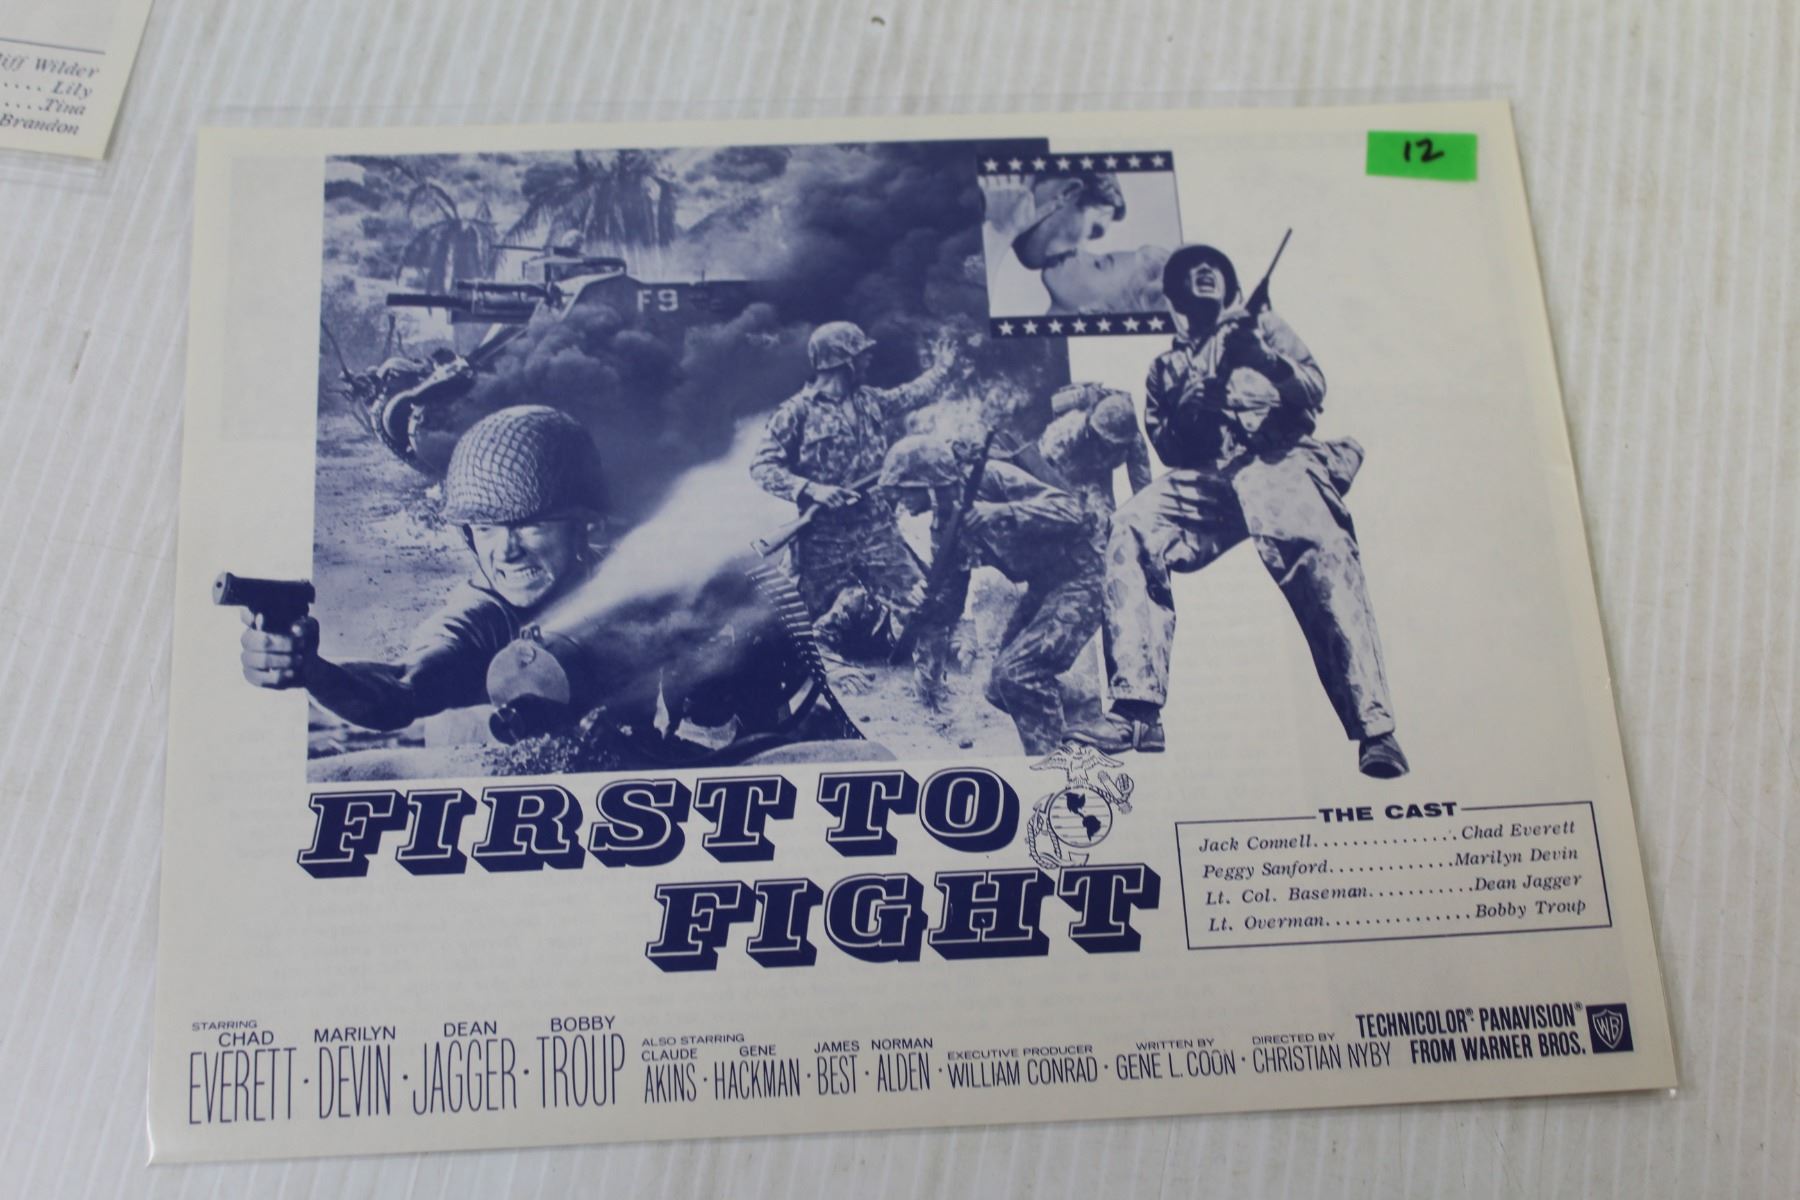 iff Wilder
.... Lily
....Tina
Brandon
12
F9
FIRST TO
FIGHT
THE CAST
Jack Connell..............Chad Everett
Peggy Sanford............Marilyn Devin
Lt. Col. Baseman...........Dean Jagger
Lt. Overman...............Bobby Troup
STARRING
CHAD EVERETT · MARILYN DEVIN · DEAN JAGGER · BOBBY TROUP
ALSO STARRING
CLAUDE AKINS · GENE HACKMAN · JAMES BEST · NORMAN ALDEN ·
EXECUTIVE PRODUCER
WILLIAM CONRAD ·
WRITTEN BY
GENE L. COON ·
DIRECTED BY
CHRISTIAN NYBY
TECHNICOLOR® PANAVISION®
FROM WARNER BROS.
WB